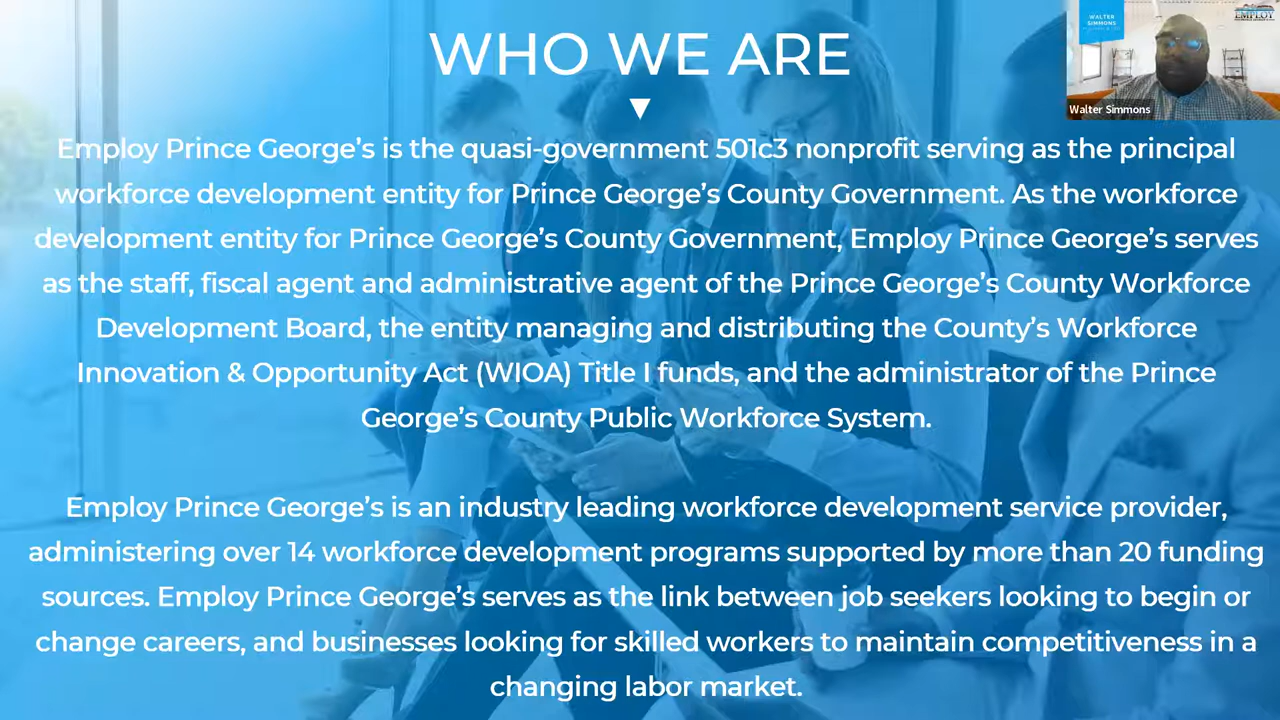 WHO WE ARE
Employ Prince George's is the quasi-government 501c3 nonprofit serving as the principal
workforce development entity for Prince George's County Government. As the workforce
development entity for Prince George's County Government, Employ Prince George's serves
as the staff, fiscal agent and administrative agent of the Prince George's County Workforce
Development Board, the entity managing and distributing the County's Workforce
Innovation & Opportunity Act (WIOA) Title I funds, and the administrator of the Prince
George's County Public Workforce System.
Employ Prince George's is an industry leading workforce development service provider,
administering over 14 workforce development programs supported by more than 20 funding
sources. Employ Prince George's serves as the link between job seekers looking to begin or
change careers, and businesses looking for skilled workers to maintain competitiveness in a
changing labor market.
WALTER
SIMMONS
EMPLOY
Walter Simmons